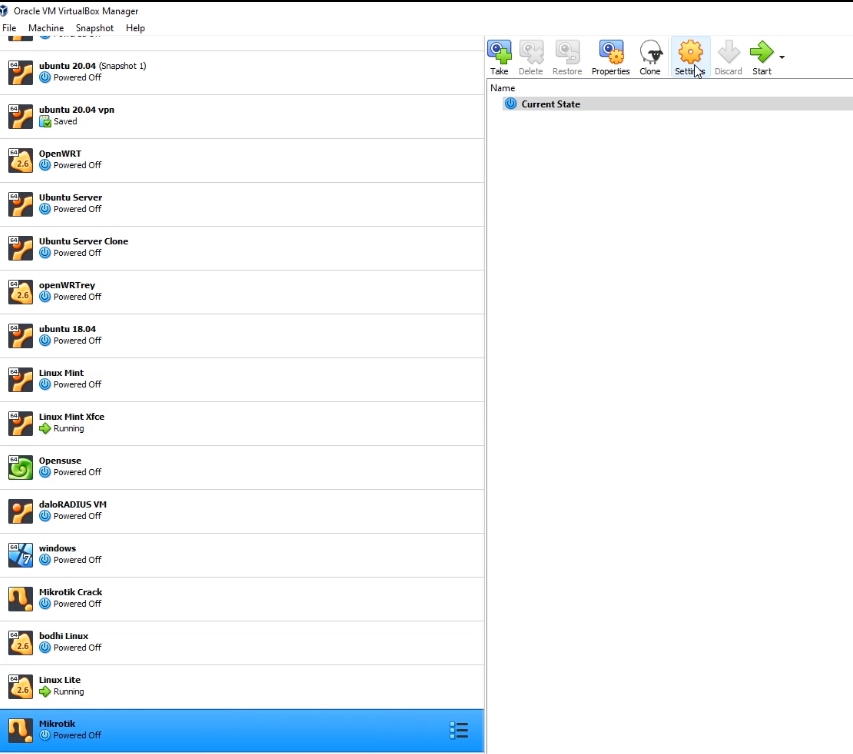 Oracle VM VirtualBox Manager
File Machine Snapshot Help
ubuntu 20.04 (Snapshot 1)
Powered Off
ubuntu 20.04 vpn
Saved
OpenWRT
Powered Off
Ubuntu Server
Powered Off
Ubuntu Server Clone
Powered Off
openWRTrey
Powered Off
ubuntu 18.04
Powered Off
Linux Mint
Powered Off
Linux Mint Xfce
Running
Opensuse
Powered Off
daloRADIUS VM
Powered Off
windows
Powered Off
Mikrotik Crack
Powered Off
bodhi Linux
Powered Off
Linux Lite
Running
Mikrotik
Powered Off
Take Delete Restore Properties Clone Settings Discard Start
Name
Current State